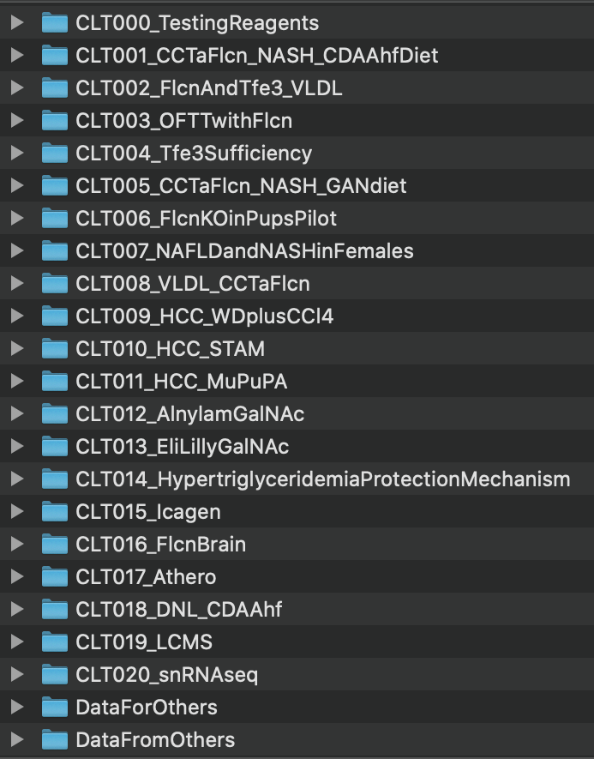 CLT000_TestingReagents
CLT001_CCTaFlcn_NASH_CDAAhfDiet
CLT002_FlcnAndTfe3_VLDL
CLT003_OFTTwithFlcn
CLT004_Tfe3Sufficiency
CLT005_CCTaFlcn_NASH_GANdiet
CLT006_FlcnKOinPupsPilot
CLT007_NAFLDandNASHinFemales
CLT008_VLDL_CCTaFlcn
CLT009_HCC_WDplusCCl4
CLT010_HCC_STAM
CLT011_HCC_MuPuPA
CLT012_AlnylamGalNAc
CLT013_EliLillyGalNAc
CLT014_HypertriglyceridemiaProtectionMechanism
CLT015_Icagen
CLT016_FlcnBrain
CLT017_Athero
CLT018_DNL_CDAAhf
CLT019_LCMS
CLT020_snRNAseq
DataForOthers
DataFromOthers